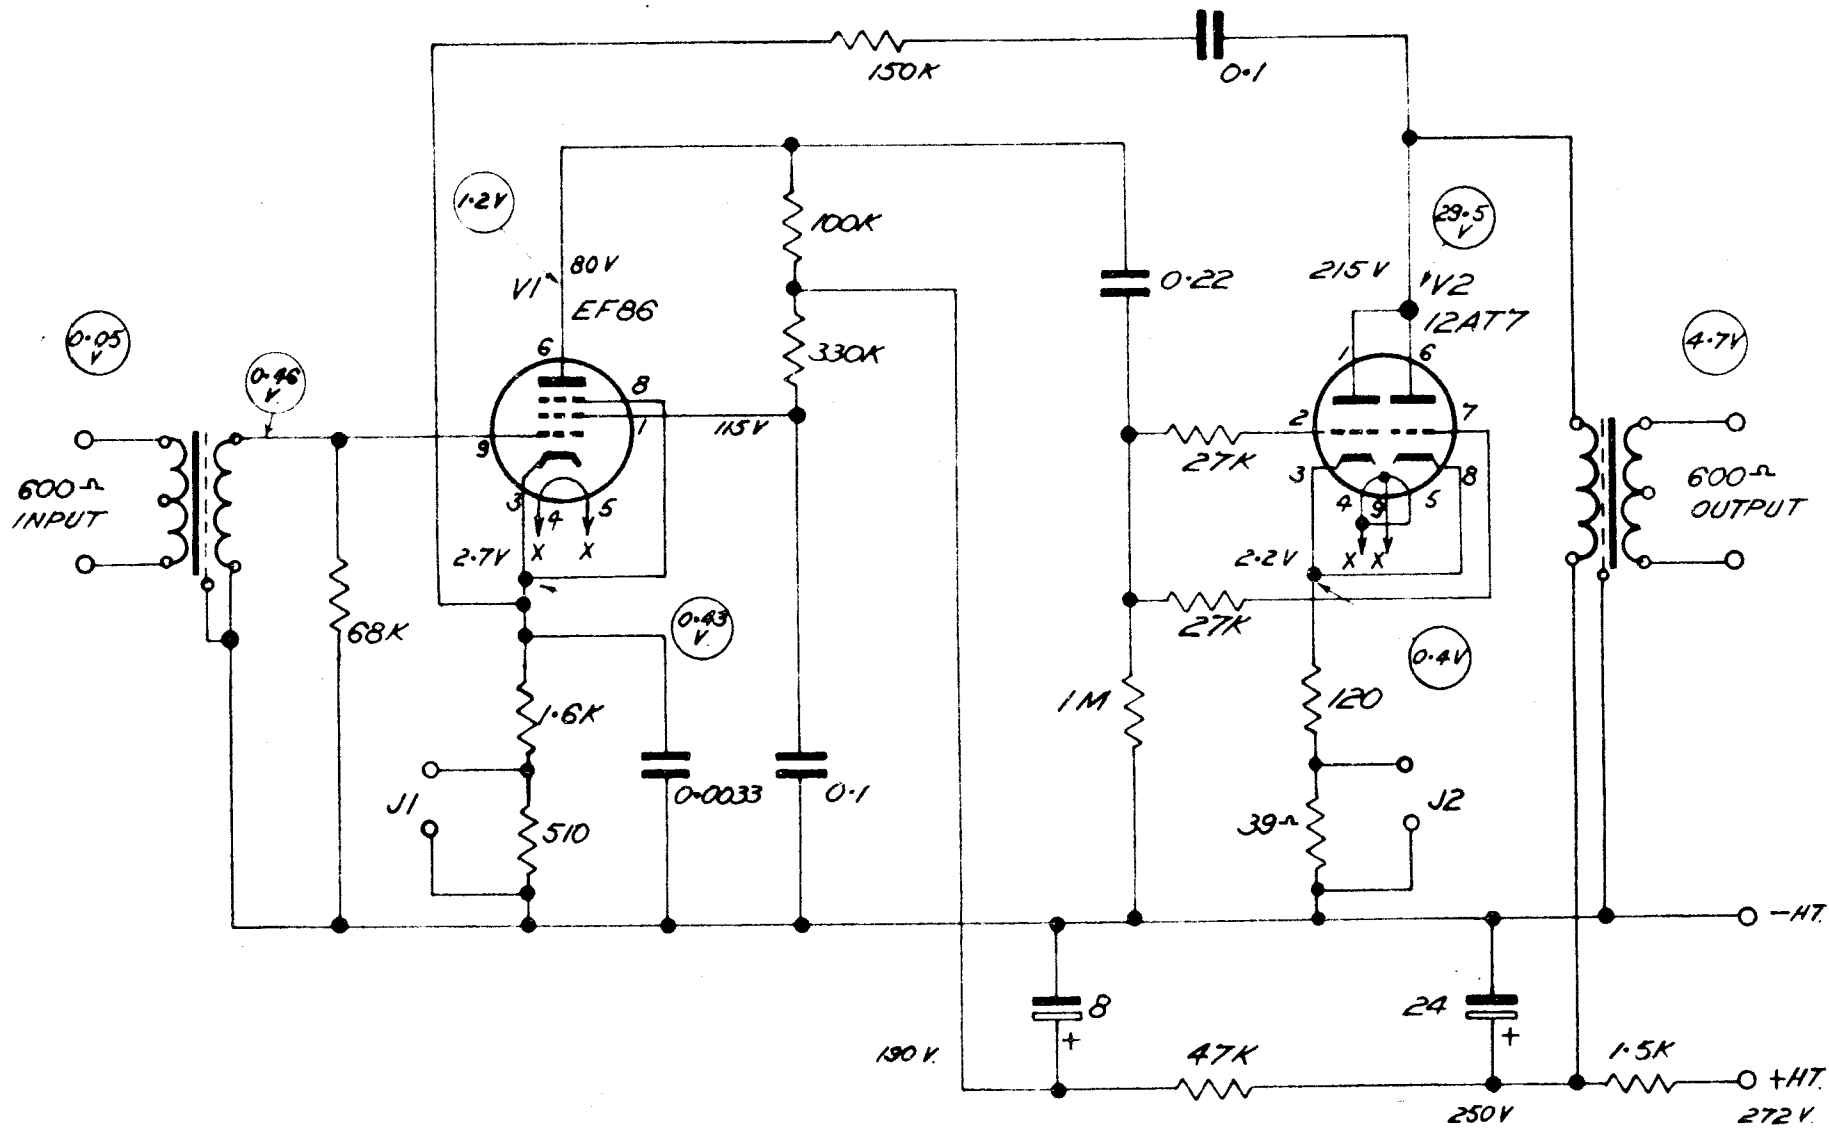 150K
0.1
1.2V
100K
29.5
V
80V
V1
EF86
0.22
215V
V2
12AT7
0.05
V
0.46
V
330K
4.7V
6
8
1
9
3
4
5
X
X
115V
1
6
2
7
3
8
4
9
5
X
X
27K
600Ω
INPUT
600Ω
OUTPUT
2.7V
2.2V
0.43
V
68K
27K
0.4V
1.6K
1M
120
J1
0.0033
0.1
510
39Ω
J2
-HT.
8
+
24
+
190V.
47K
1.5K
+HT.
250V
272V.